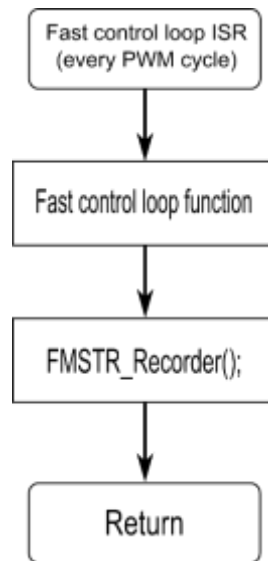 Fast control loop ISR
(every PWM cycle)
Fast control loop function
FMSTR_Recorder();
Return